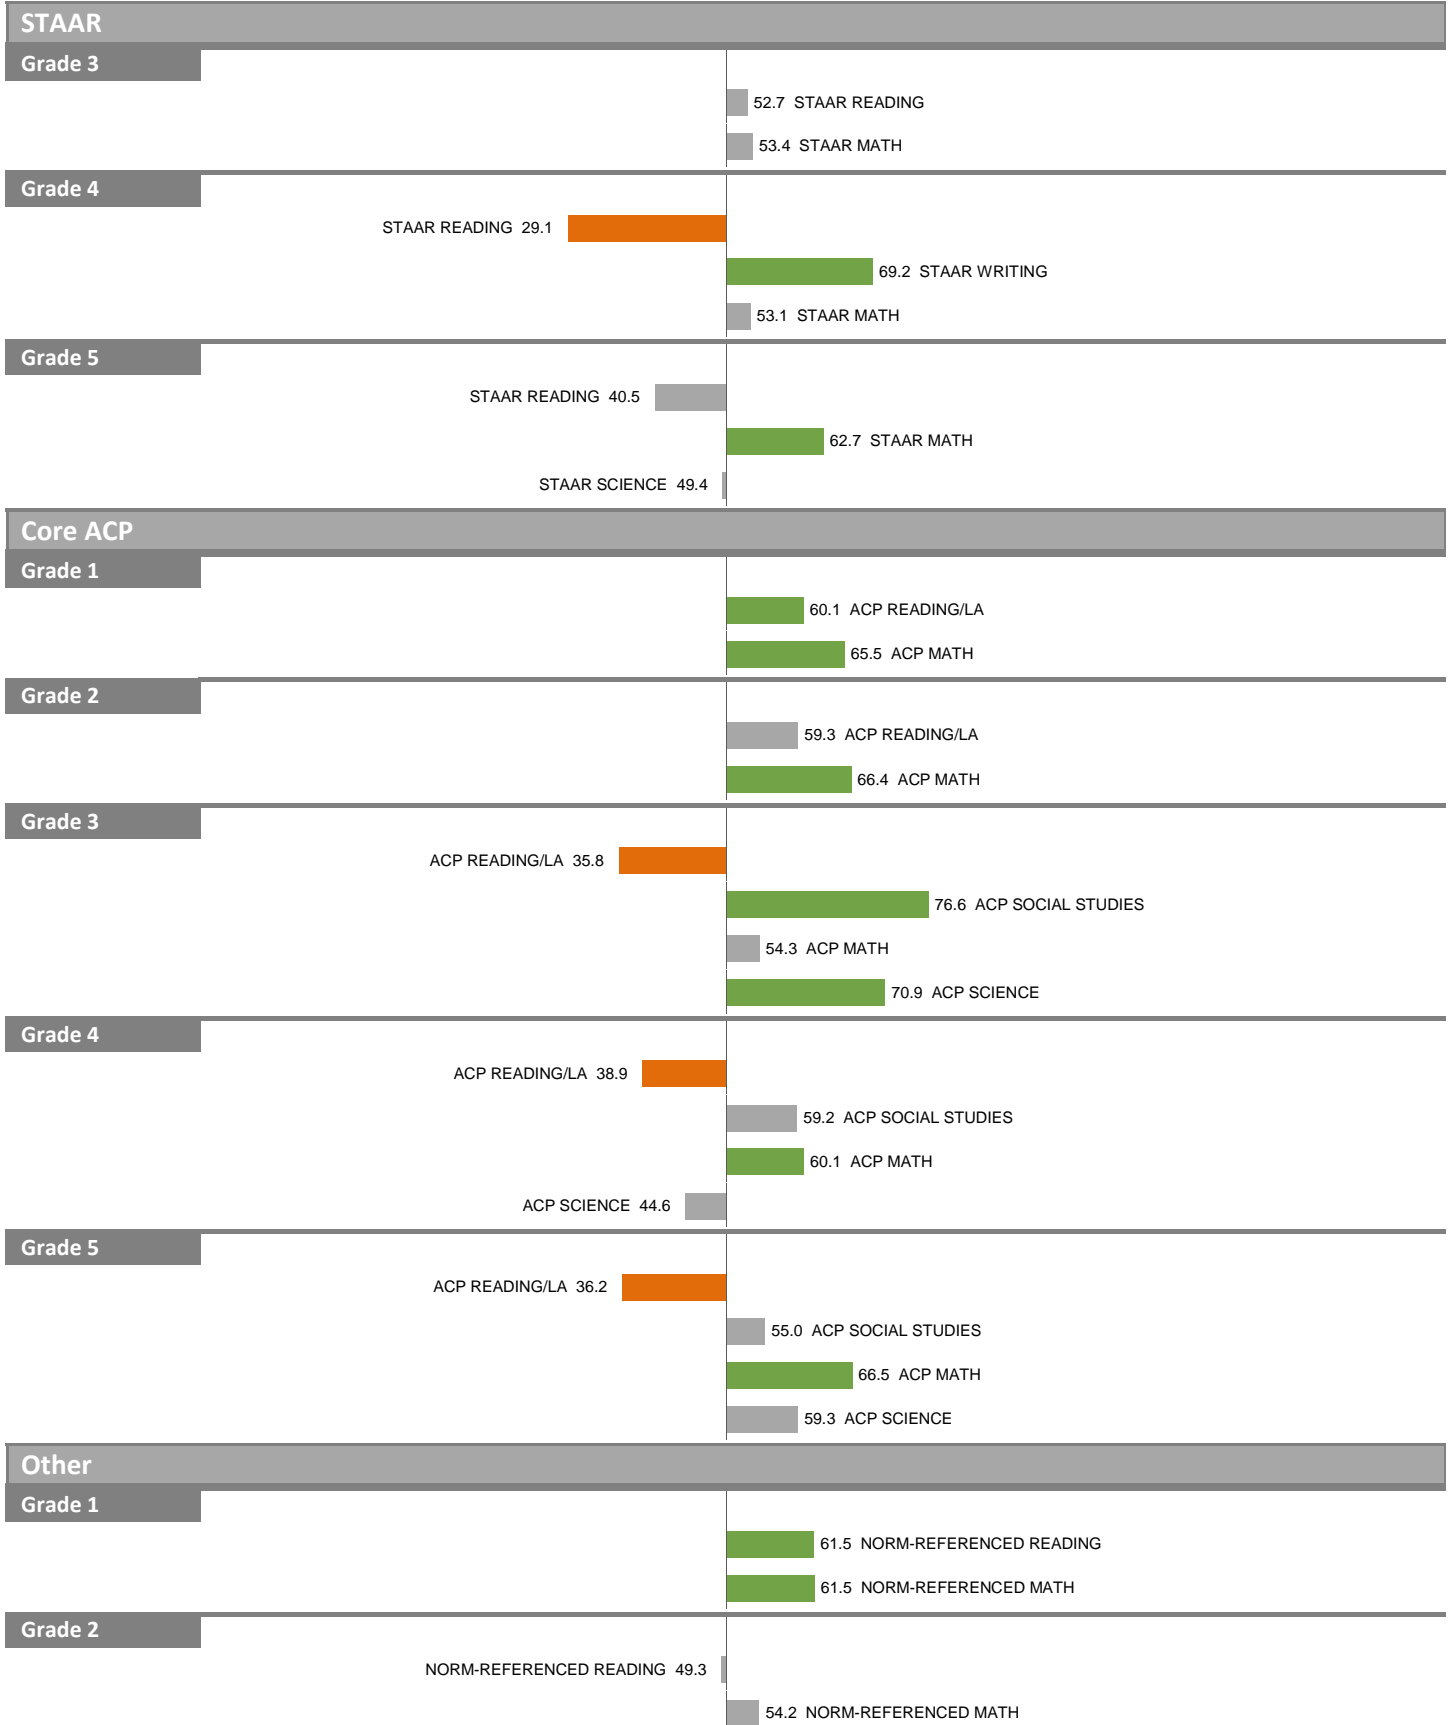 STAAR
Grade 3
52.7 STAAR READING
53.4 STAAR MATH
Grade 4
STAAR READING 29.1
69.2 STAAR WRITING
53.1 STAAR MATH
Grade 5
STAAR READING 40.5
62.7 STAAR MATH
STAAR SCIENCE 49.4
Core ACP
Grade 1
60.1 ACP READING/LA
65.5 ACP MATH
Grade 2
59.3 ACP READING/LA
66.4 ACP MATH
Grade 3
ACP READING/LA 35.8
76.6 ACP SOCIAL STUDIES
54.3 ACP MATH
70.9 ACP SCIENCE
Grade 4
ACP READING/LA 38.9
59.2 ACP SOCIAL STUDIES
60.1 ACP MATH
ACP SCIENCE 44.6
Grade 5
ACP READING/LA 36.2
55.0 ACP SOCIAL STUDIES
66.5 ACP MATH
59.3 ACP SCIENCE
Other
Grade 1
61.5 NORM-REFERENCED READING
61.5 NORM-REFERENCED MATH
Grade 2
NORM-REFERENCED READING 49.3
54.2 NORM-REFERENCED MATH